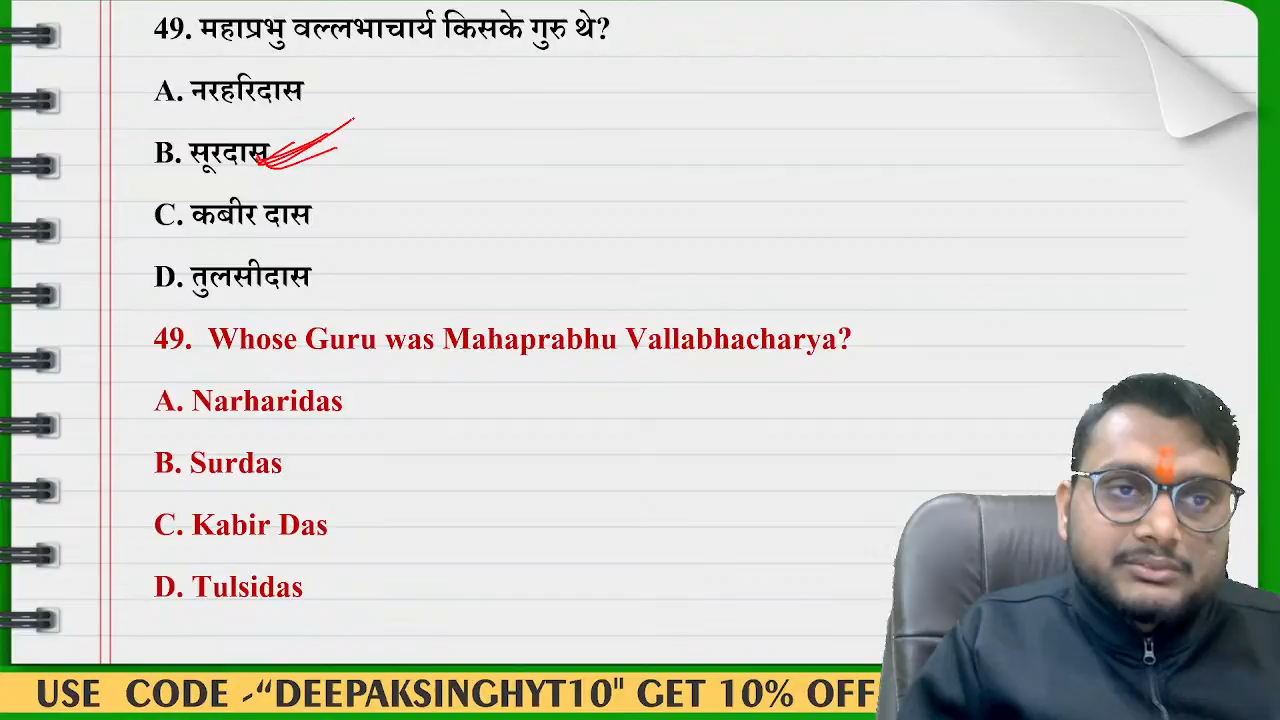 49. महाप्रभु वल्लभाचार्य किसके गुरु थे?
A. नरहरिदास
B. सूरदास
C. कबीर दास
D. तुलसीदास
49. Whose Guru was Mahaprabhu Vallabhacharya?
A. Narharidas
B. Surdas
C. Kabir Das
D. Tulsidas
USE CODE -“DEEPAKSINGHYT10" GET 10% OFF